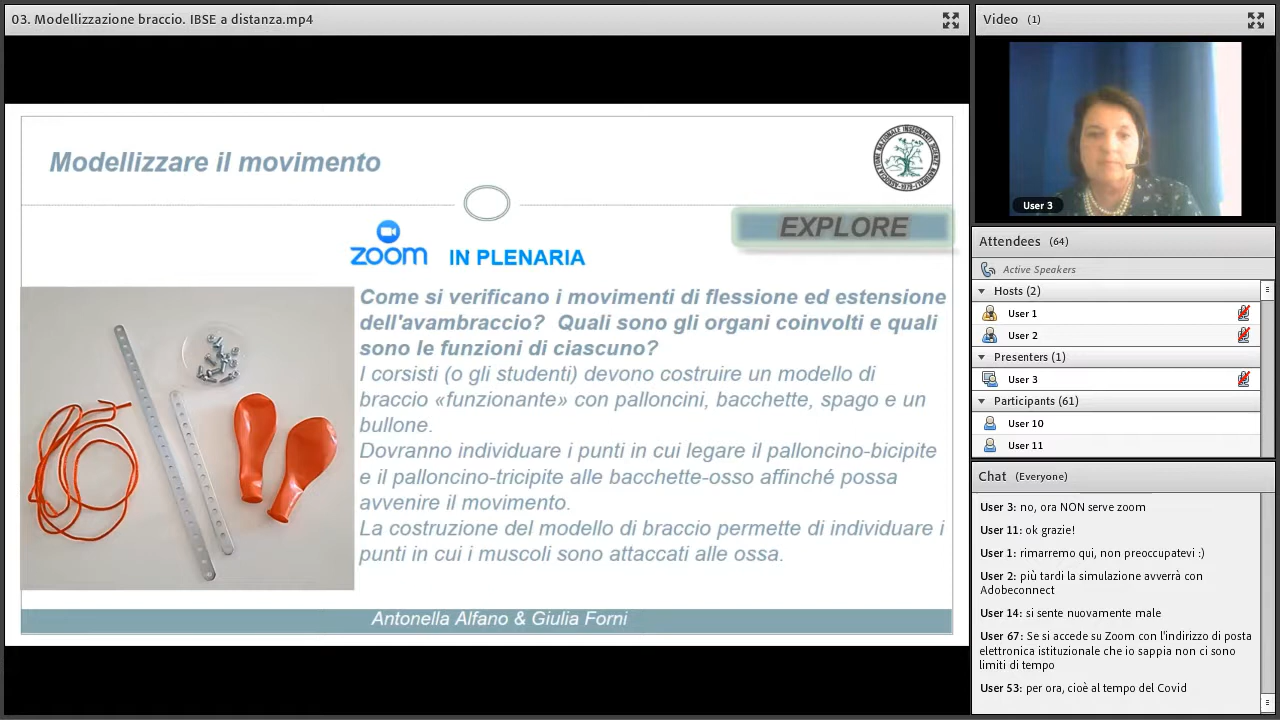 03. Modellizzazione braccio. IBSE a distanza.mp4
Modellizzare il movimento
ASSOCIAZIONE NAZIONALE INSEGNANTI SCIENZE NATURALI
EXPLORE
zoom IN PLENARIA
Come si verificano i movimenti di flessione ed estensione
dell'avambraccio? Quali sono gli organi coinvolti e quali
sono le funzioni di ciascuno?
I corsisti (o gli studenti) devono costruire un modello di
braccio «funzionante» con palloncini, bacchette, spago e un
bullone.
Dovranno individuare i punti in cui legare il palloncino-bicipite
e il palloncino-tricipite alle bacchette-osso affinché possa
avvenire il movimento.
La costruzione del modello di braccio permette di individuare i
punti in cui i muscoli sono attaccati alle ossa.
Antonella Alfano & Giulia Forni
Video (1)
User 3
Attendees (64)
Active Speakers
Hosts (2)
User 1
User 2
Presenters (1)
User 3
Participants (61)
User 10
User 11
Chat (Everyone)
User 3: no, ora NON serve zoom
User 11: ok grazie!
User 1: rimarremo qui, non preoccupatevi :)
User 2: più tardi la simulazione avverrà con
Adobeconnect
User 14: si sente nuovamente male
User 67: Se si accede su Zoom con l'indirizzo di posta
elettronica istituzionale che io sappia non ci sono
limiti di tempo
User 53: per ora, cioè al tempo del Covid